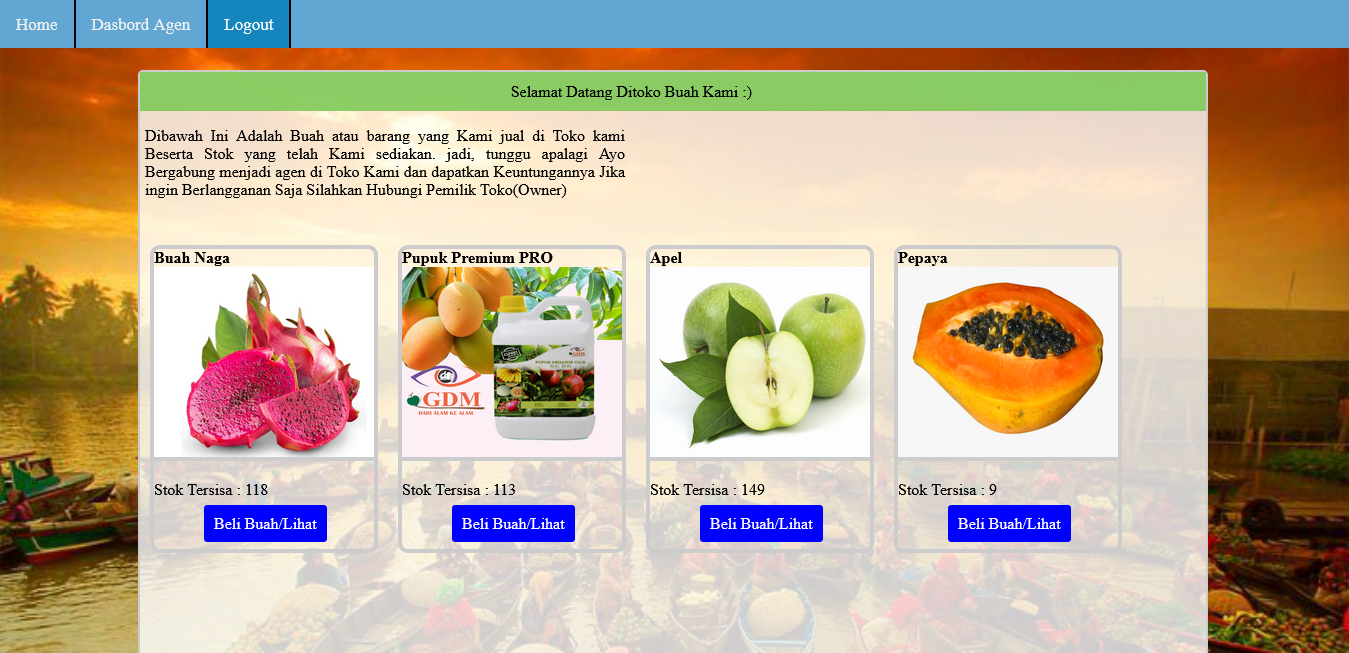 Home
Dasbord Agen
Logout
Selamat Datang Ditoko Buah Kami :)
Dibawah Ini Adalah Buah atau barang yang Kami jual di Toko kami
Beserta Stok yang telah Kami sediakan. jadi, tunggu apalagi Ayo
Bergabung menjadi agen di Toko Kami dan dapatkan Keuntungannya Jika
ingin Berlangganan Saja Silahkan Hubungi Pemilik Toko(Owner)
Buah Naga
Stok Tersisa : 118
Beli Buah/Lihat
Pupuk Premium PRO
GDM
DARI ALAM KE ALAM
GDM
PUPUK ORGANIK CAIR
Stok Tersisa : 113
Beli Buah/Lihat
Apel
Stok Tersisa : 149
Beli Buah/Lihat
Pepaya
Stok Tersisa : 9
Beli Buah/Lihat